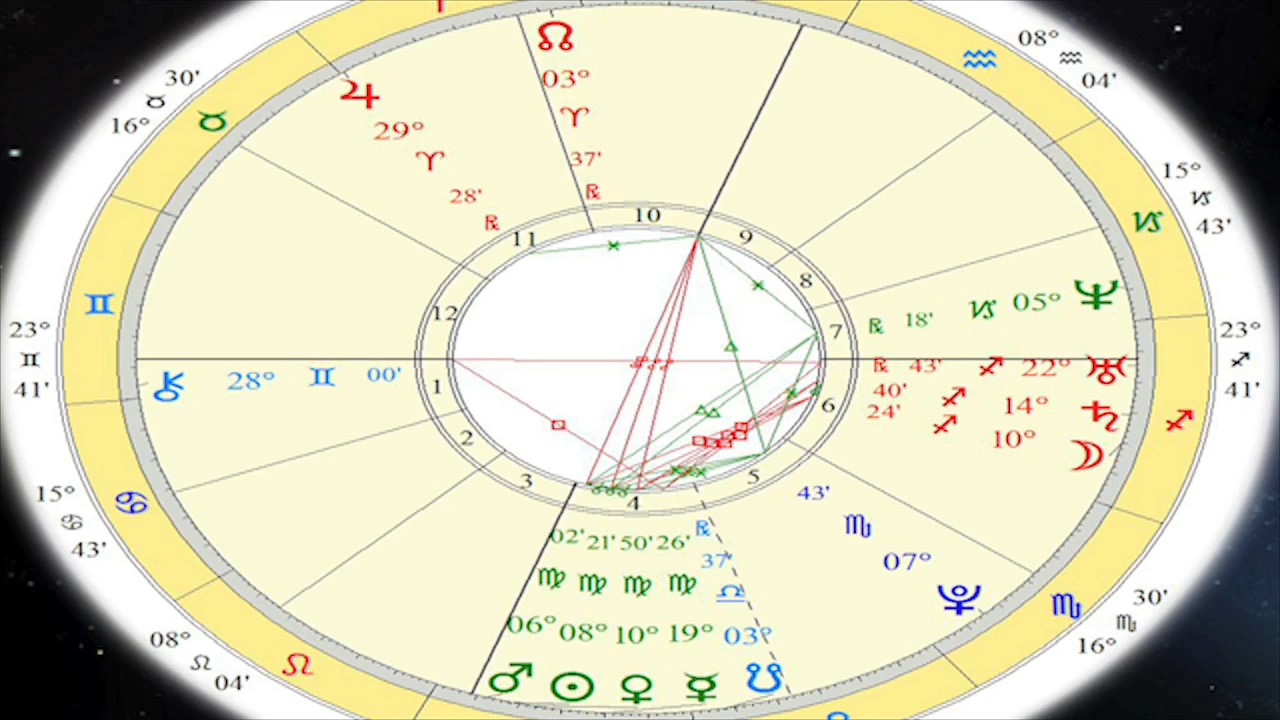 08° ♒ 04'
30' ♉ 16°
15° ♑ 43'
23° ♊ 41'
23° ♐ 41'
15° ♋ 43'
08° ♌ 04'
30' ♏ 16°
♉
♊
♋
♌
♒
♑
♐
♏
☊ 03° ♈ 37' ℞
♃ 29° ♈ 28' ℞
℞ 18' ♑ 05° ♆
℞ 43' ♐ 22° ♅
40' ♐ 14° ♄
24' ♐ 10° ☽
⚷ 28° ♊ 00'
43' ♏ 07° ♇
10
11
9
12
8
7
1
6
2
3
4
5
02' 21' 50' 26' ℞
37'
♍ ♍ ♍ ♍ ♎
06° 08° 10° 19° 03°
♂ ☉ ♀ ☿ ☋